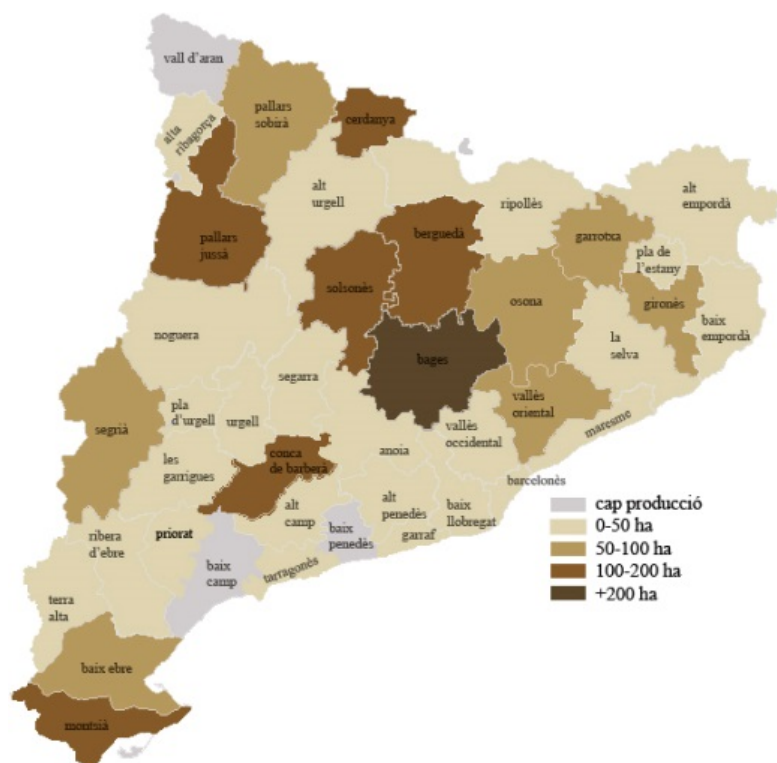 vall d'aran
pallars
sobirà
cerdanya
alta
ribagorça
alt
urgell
ripollès
alt
empordà
garrotxa
pla de
l'estany
pallars
jussà
berguedà
solsonès
osona
gironès
baix
empordà
noguera
la
selva
bages
segarra
vallès
oriental
pla
d'urgell
urgell
segrià
vallès
occidental
maresme
les
garrigues
conca
de barberà
anoia
barcelonès
alt
camp
alt
penedès
baix
llobregat
ribera
d'ebre
priorat
baix
penedès
garraf
baix
camp
tarragonès
terra
alta
baix ebre
montsià
cap producció
0-50 ha
50-100 ha
100-200 ha
+200 ha